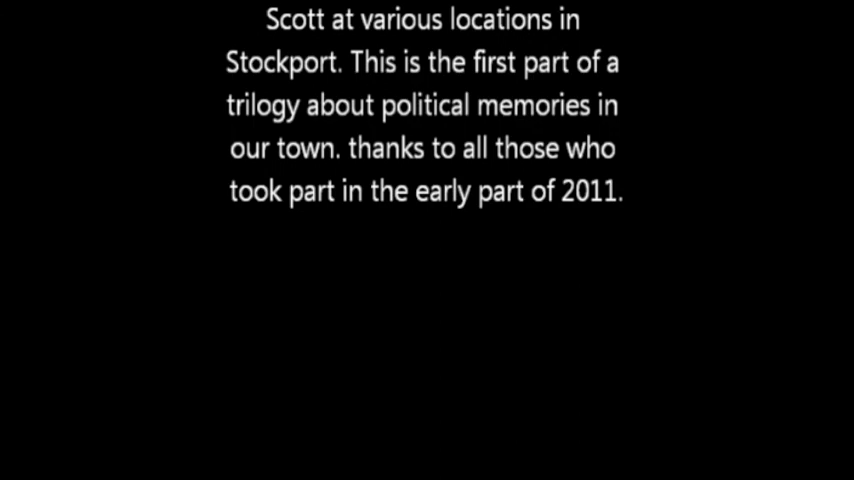 Scott at various locations in
Stockport. This is the first part of a
trilogy about political memories in
our town. thanks to all those who
took part in the early part of 2011.